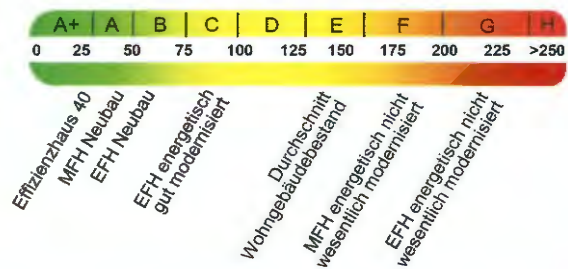 A+ A B C D E F G H
0 25 50 75 100 125 150 175 200 225 >250
Effizienzhaus 40
MFH Neubau
EFH Neubau
EFH energetisch
gut modernisiert
Durchschnitt
Wohngebäudebestand
MFH energetisch nicht
wesentlich modernisiert
EFH energetisch nicht
wesentlich modernisiert